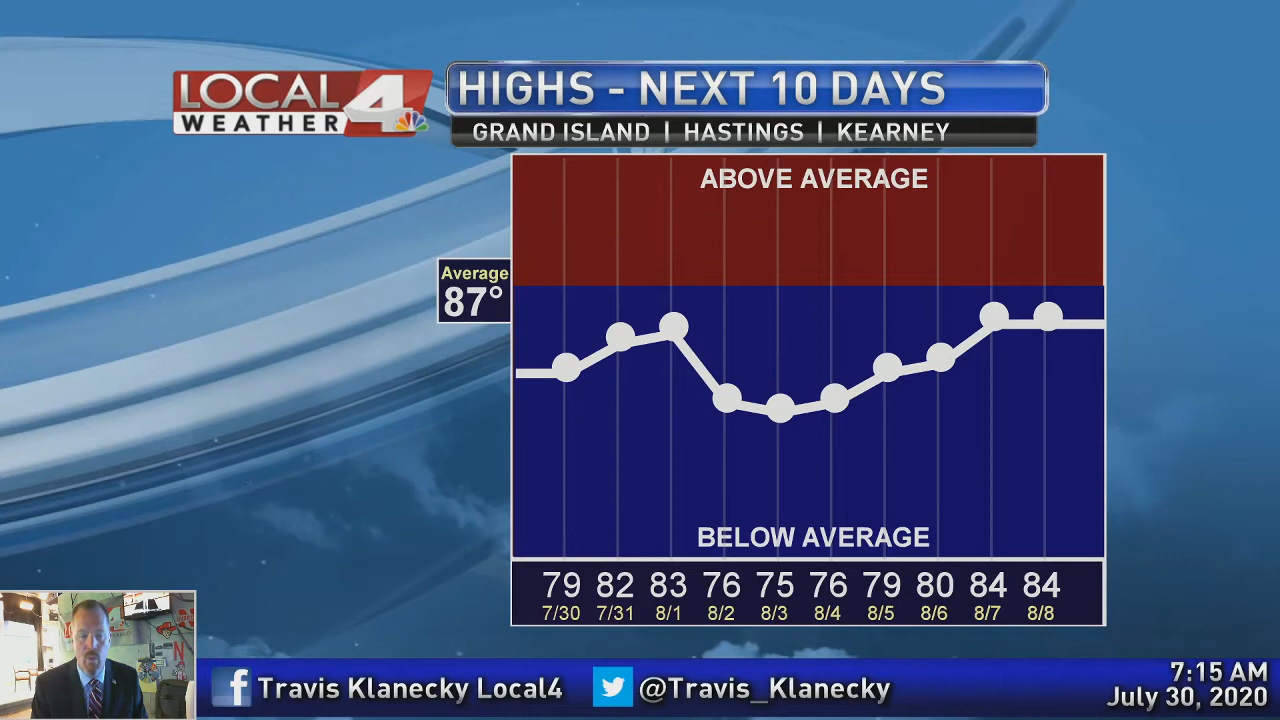 LOCAL 4
WEATHER
HIGHS - NEXT 10 DAYS
GRAND ISLAND | HASTINGS | KEARNEY
ABOVE AVERAGE
Average
87°
BELOW AVERAGE
79 82 83 76 75 76 79 80 84 84
7/30 7/31 8/1 8/2 8/3 8/4 8/5 8/6 8/7 8/8
f Travis Klanecky Local4
@Travis_Klanecky
7:15 AM
July 30, 2020